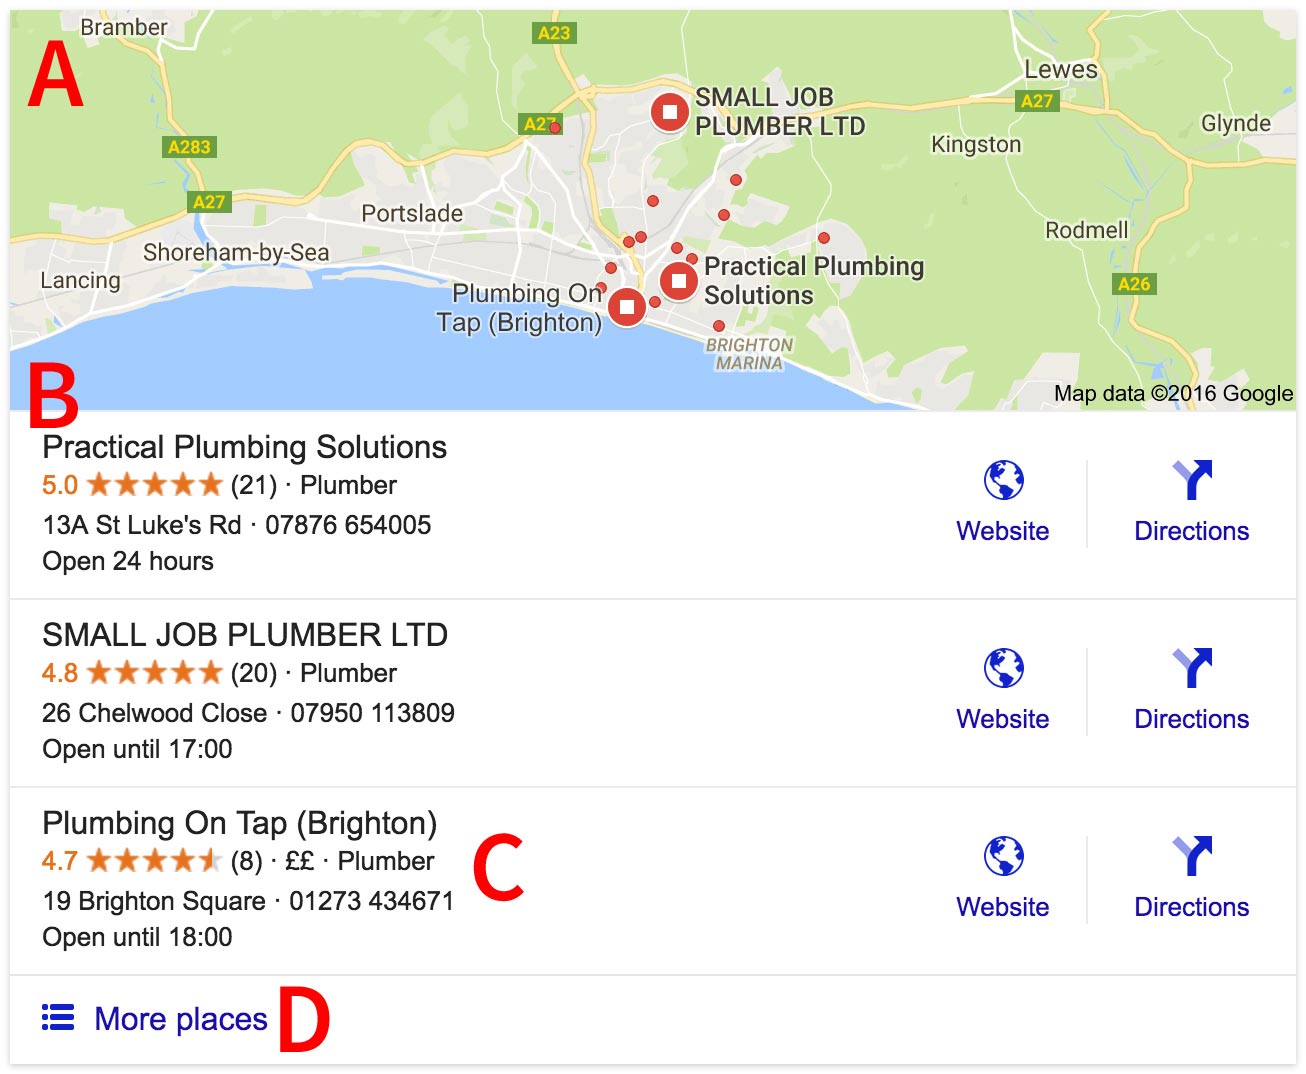 Bramber
A
A23
SMALL JOB
PLUMBER LTD
Lewes
A27
A27
Glynde
A283
Kingston
A27
Portslade
Shoreham-by-Sea
Rodmell
Lancing
Practical Plumbing
Solutions
A26
Plumbing On
Tap (Brighton)
BRIGHTON
MARINA
Map data ©2016 Google
B
Practical Plumbing Solutions
5.0 ★★★★★ (21) · Plumber
13A St Luke's Rd · 07876 654005
Open 24 hours
Website
Directions
SMALL JOB PLUMBER LTD
4.8 ★★★★★ (20) · Plumber
26 Chelwood Close · 07950 113809
Open until 17:00
Website
Directions
Plumbing On Tap (Brighton)
4.7 (8) · ££ · Plumber
C
19 Brighton Square · 01273 434671
Open until 18:00
Website
Directions
More places
D